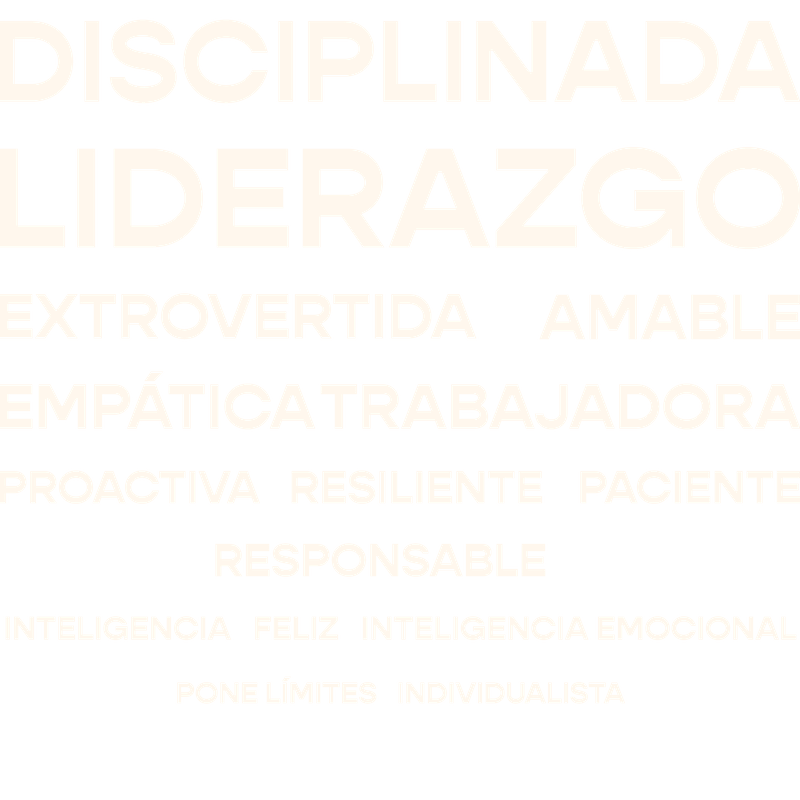 DISCIPLINADA
LIDERAZGO
EXTROVERTIDA AMABLE
EMPÁTICA TRABAJADORA
PROACTIVA RESILIENTE PACIENTE
RESPONSABLE
INTELIGENCIA FELIZ INTELIGENCIA EMOCIONAL
PONE LÍMITES INDIVIDUALISTA